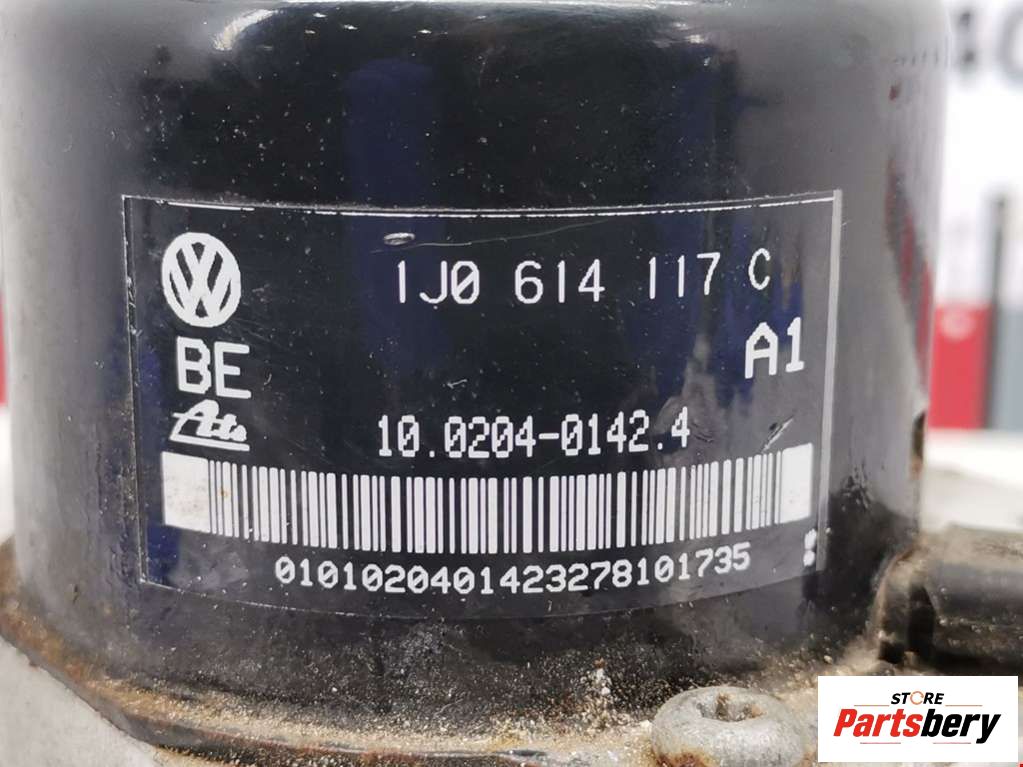 1J0 614 117 C
A1
BE
Ate
10.0204-0142.4
0101020401423278101735
STORE
Partsbery